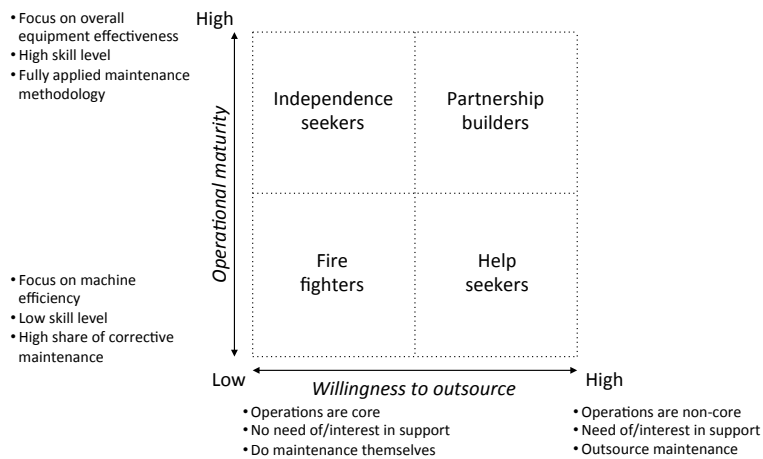 • Focus on overall
equipment effectiveness
• High skill level
• Fully applied maintenance
methodology
High
Independence
seekers
Partnership
builders
Operational maturity
Fire
fighters
Help
seekers
• Focus on machine
efficiency
• Low skill level
• High share of corrective
maintenance
Low
Willingness to outsource
High
• Operations are core
• No need of/interest in support
• Do maintenance themselves
• Operations are non-core
• Need of/interest in support
• Outsource maintenance